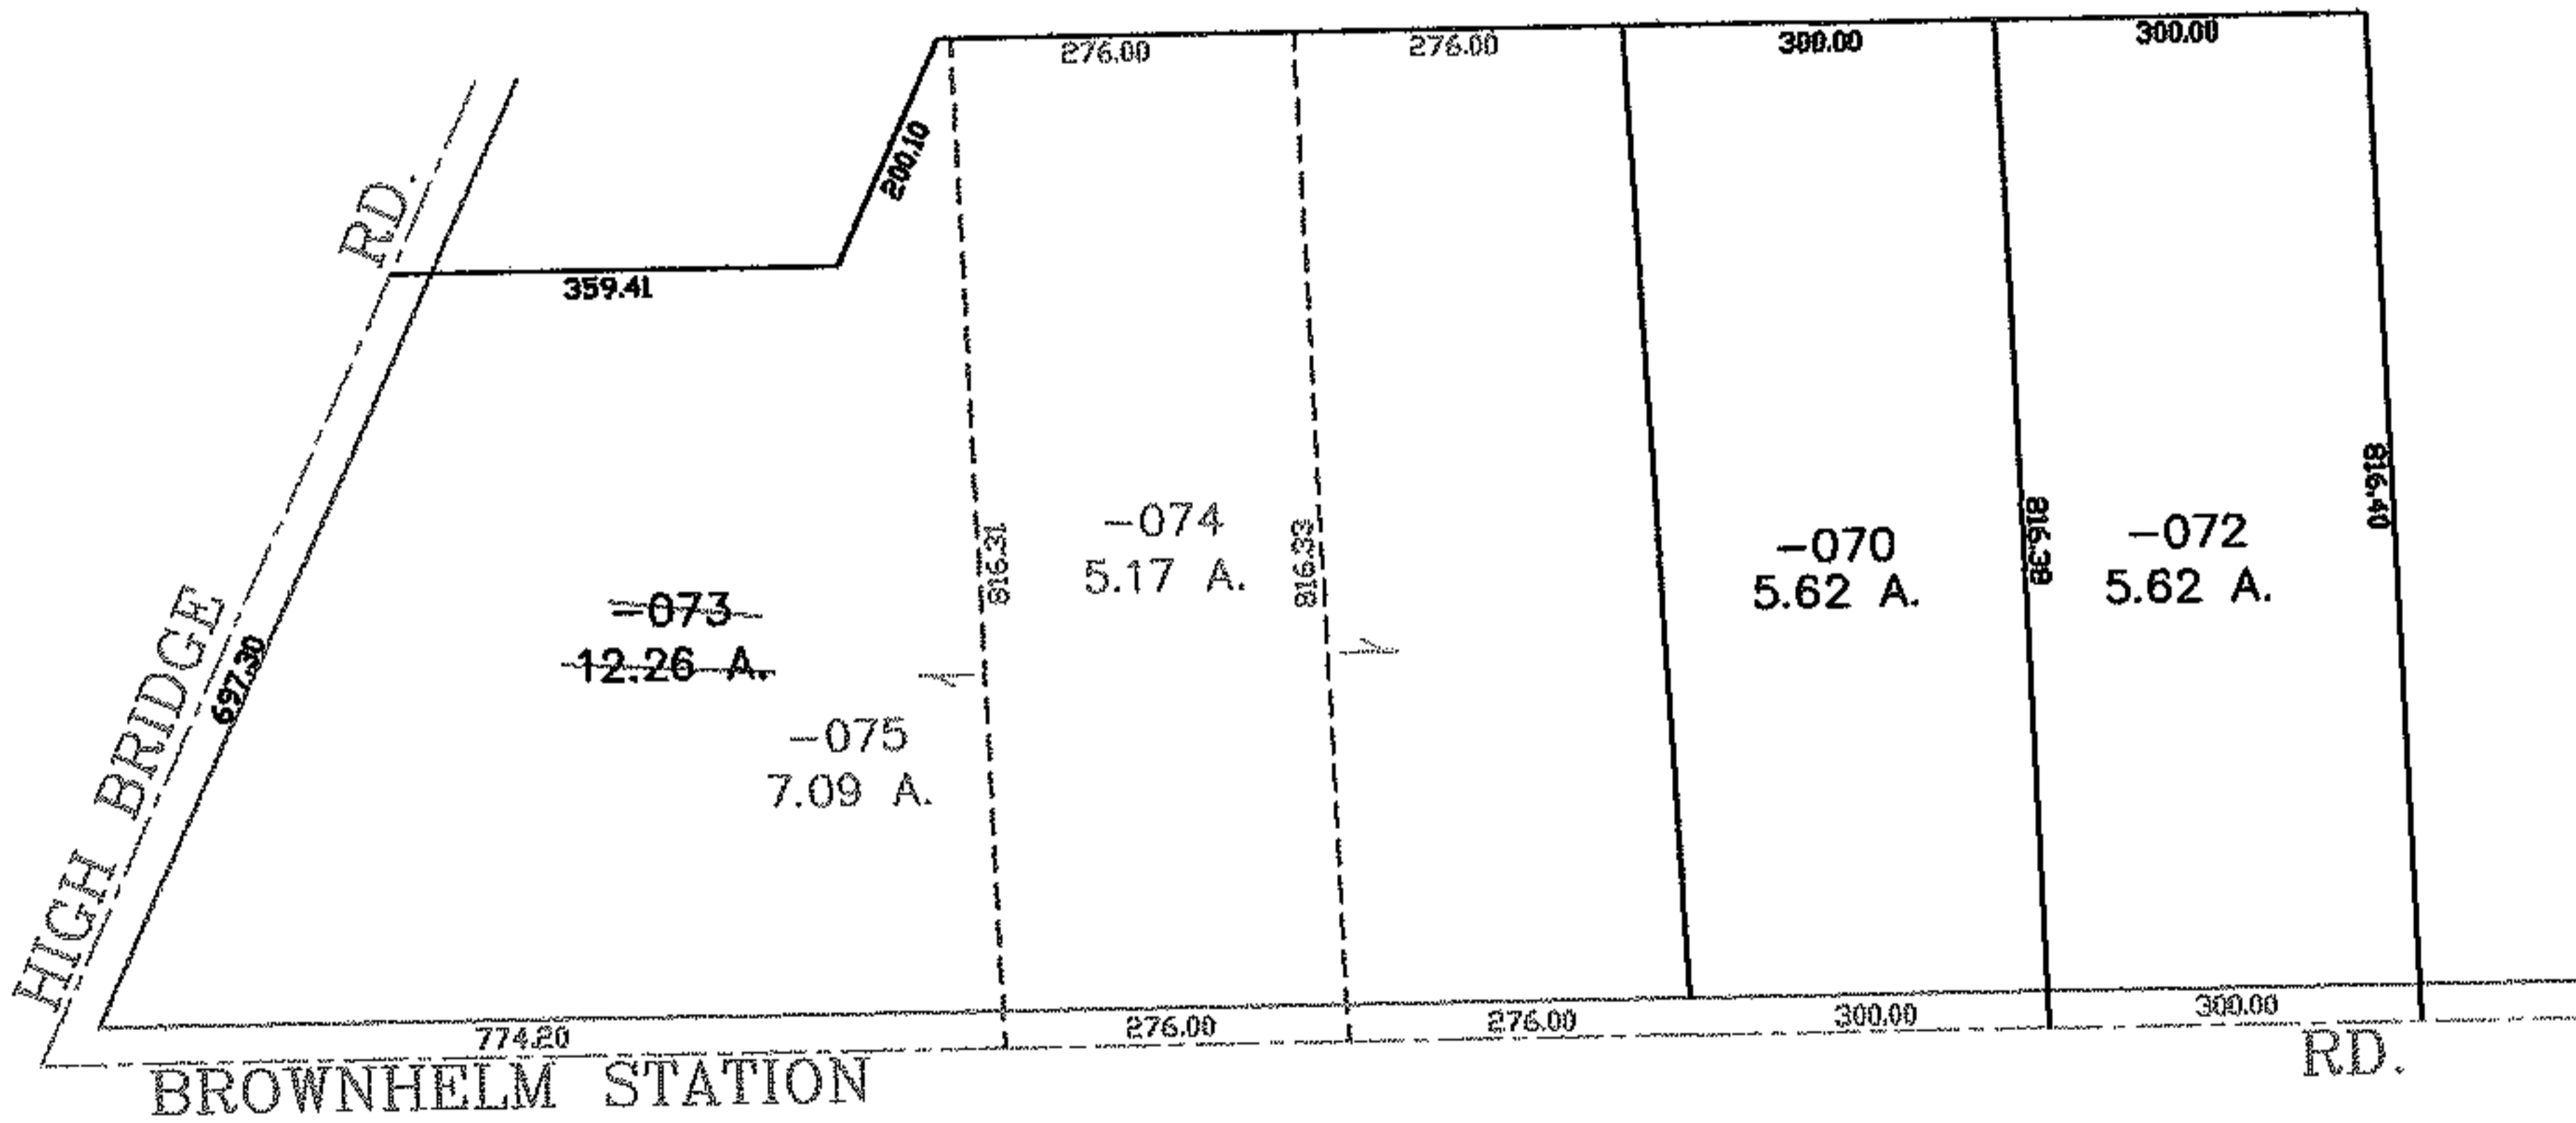 276.00
276.00
300.00
300.00
200.10
RD.
359.41
816.40
816.31
-074
5.17 A.
816.33
-070
5.62 A.
816.38
-072
5.62 A.
-073
12.26 A.
697.30
HIGH BRIDGE
-075
7.09 A.
774.20
276.00
276.00
300.00
300.00
BROWNHELM STATION
RD.